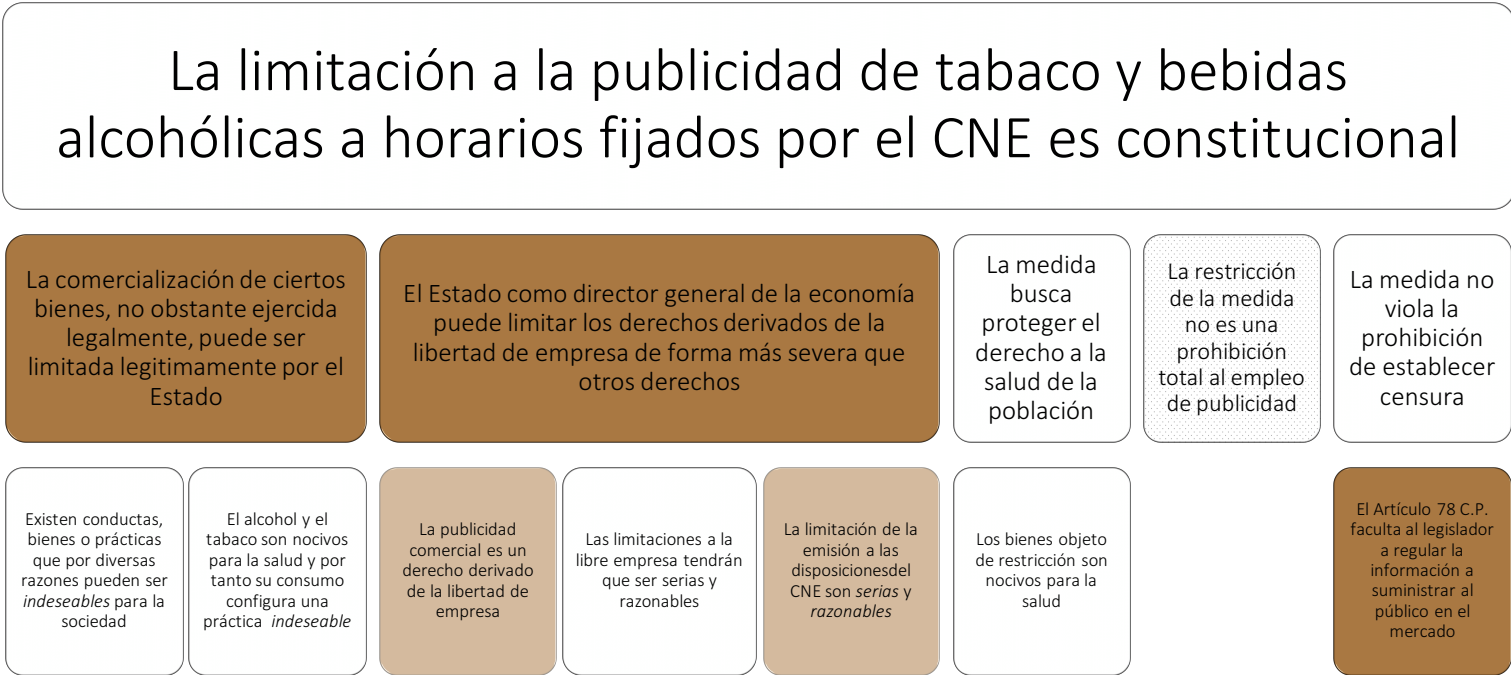 La limitación a la publicidad de tabaco y bebidas
alcohólicas a horarios fijados por el CNE es constitucional
La comercialización de ciertos
bienes, no obstante ejercida
legalmente, puede ser
limitada legitimamente por el
Estado
El Estado como director general de la economía
puede limitar los derechos derivados de la
libertad de empresa de forma más severa que
otros derechos
La medida
busca
proteger el
derecho a la
salud de la
población
La restricción
de la medida
no es una
prohibición
total al empleo
de publicidad
La medida no
viola la
prohibición
de establecer
censura
Existen conductas,
bienes o prácticas
que por diversas
razones pueden ser
indeseables para la
sociedad
El alcohol y el
tabaco son nocivos
para la salud y por
tanto su consumo
configura una
práctica indeseable
La publicidad
comercial es un
derecho derivado
de la libertad de
empresa
Las limitaciones a la
libre empresa tendrán
que ser serias y
razonables
La limitación de la
emisión a las
disposicionesdel
CNE son serias y
razonables
Los bienes objeto
de restricción son
nocivos para la
salud
El Artículo 78 C.P.
faculta al legislador
a regular la
información a
suministrar al
público en el
mercado